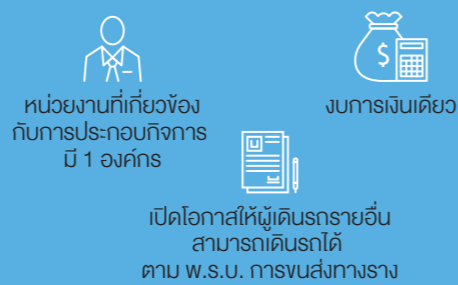 หน่วยงานที่เกี่ยวข้อง
กับการประกอบกิจการ
มี 1 องค์กร
$
งบการเงินเดียว
เปิดโอกาสให้ผู้เดินรถรายอื่น
สามารถเดินรถได้
ตาม พ.ร.บ. การขนส่งทางราง